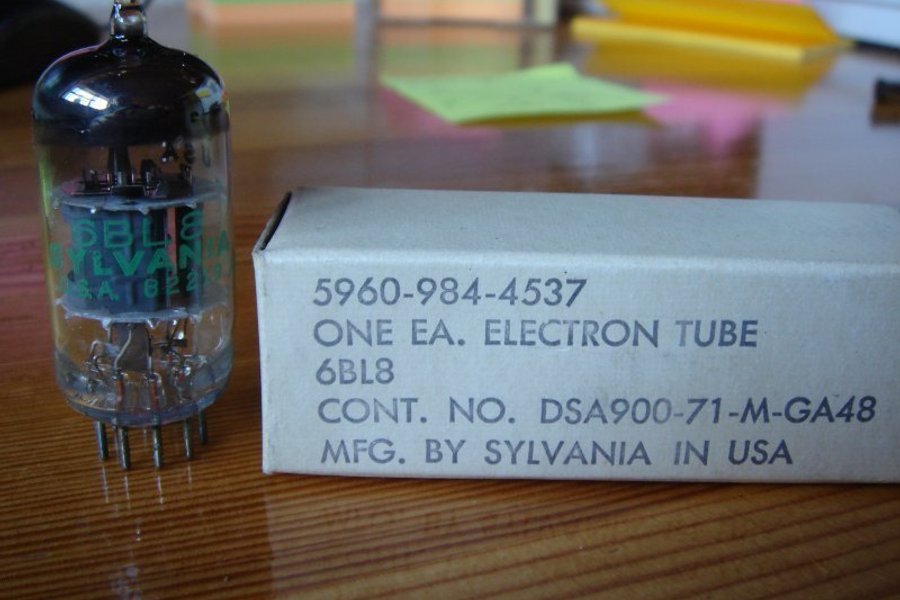 6BL8
SYLVANIA
U.S.A.
5960-984-4537
ONE EA. ELECTRON TUBE
6BL8
CONT. NO. DSA900-71-M-GA48
MFG. BY SYLVANIA IN USA